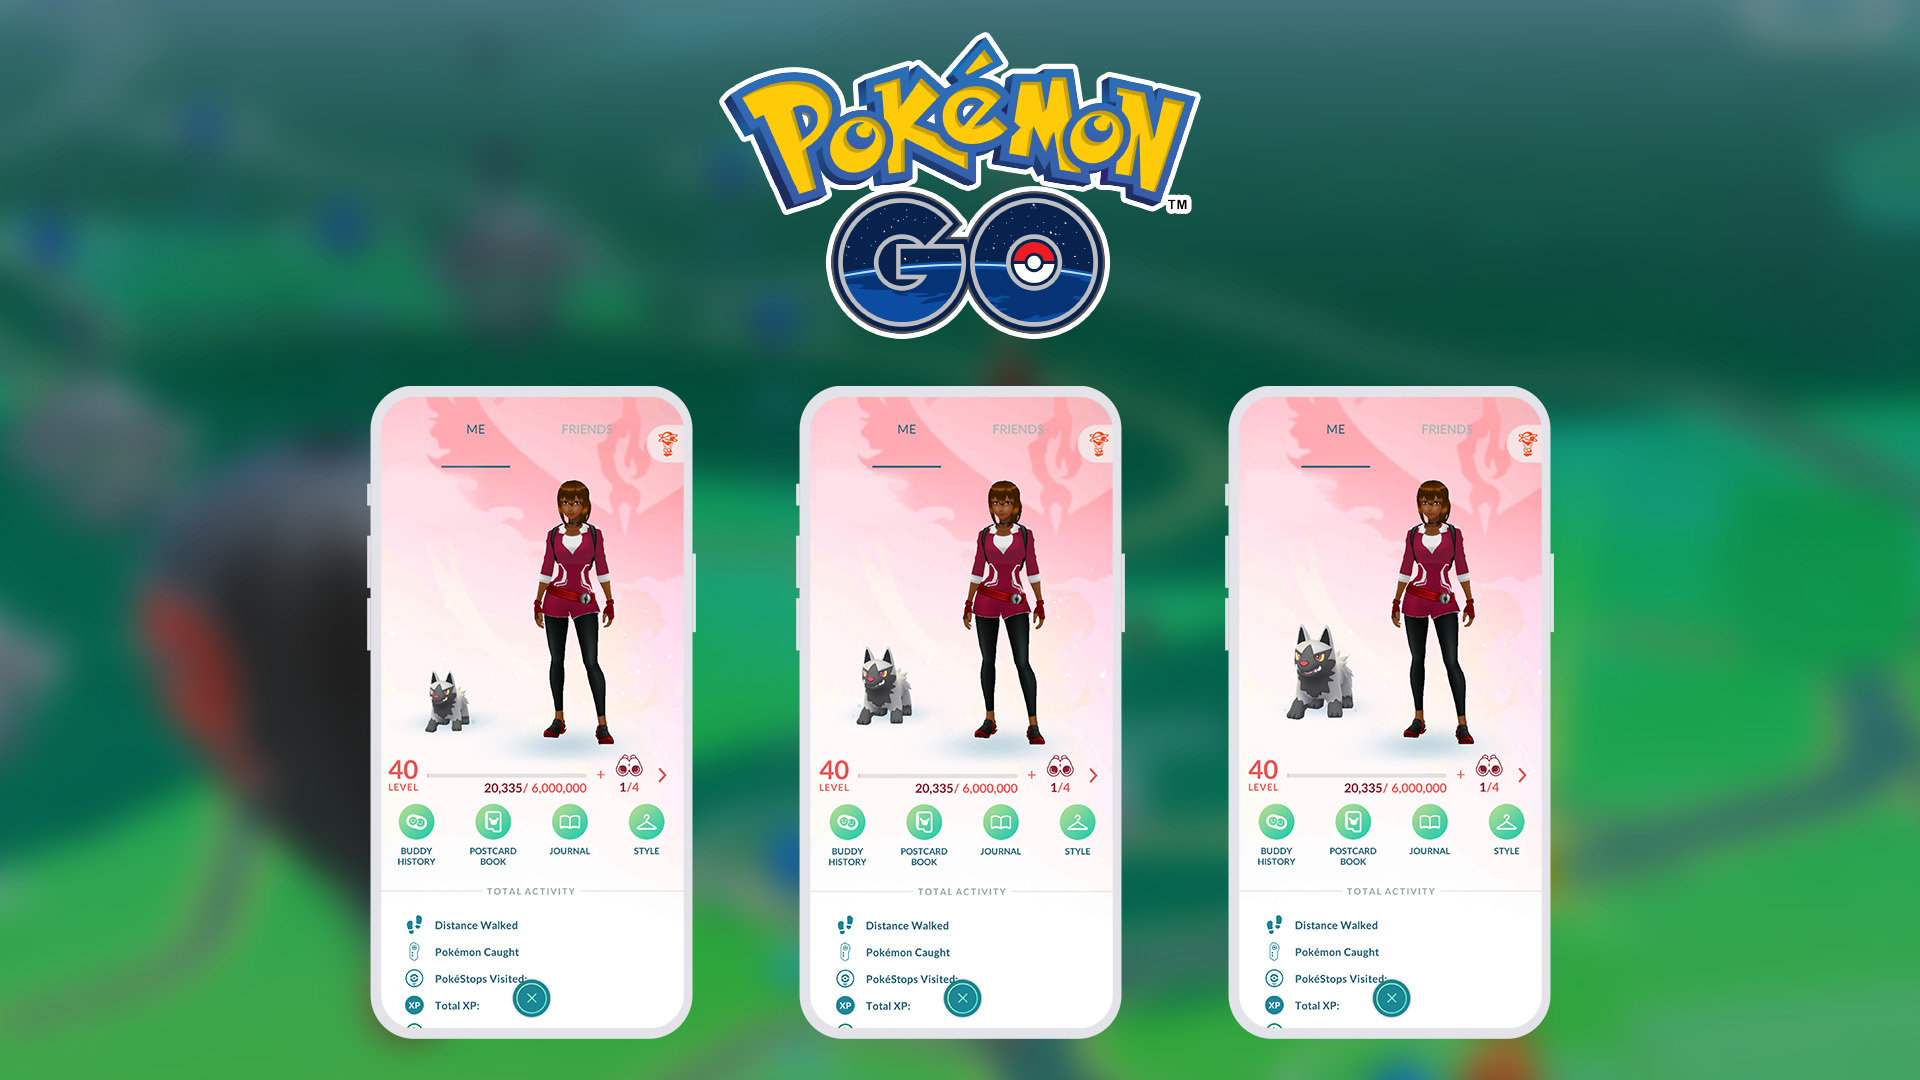 POKéMON
TM
GO
ME FRIENDS
40
LEVEL
20,335/ 6,000,000
+
1/4
BUDDY HISTORY
POSTCARD BOOK
JOURNAL
STYLE
TOTAL ACTIVITY
Distance Walked
Pokémon Caught
PokéStops Visited:
XP Total XP:
ME FRIENDS
40
LEVEL
20,335/ 6,000,000
+
1/4
BUDDY HISTORY
POSTCARD BOOK
JOURNAL
STYLE
TOTAL ACTIVITY
Distance Walked
Pokémon Caught
PokéStops Visited:
XP Total XP:
ME FRIENDS
40
LEVEL
20,335/ 6,000,000
+
1/4
BUDDY HISTORY
POSTCARD BOOK
JOURNAL
STYLE
TOTAL ACTIVITY
Distance Walked
Pokémon Caught
PokéStops Visited:
XP Total XP: